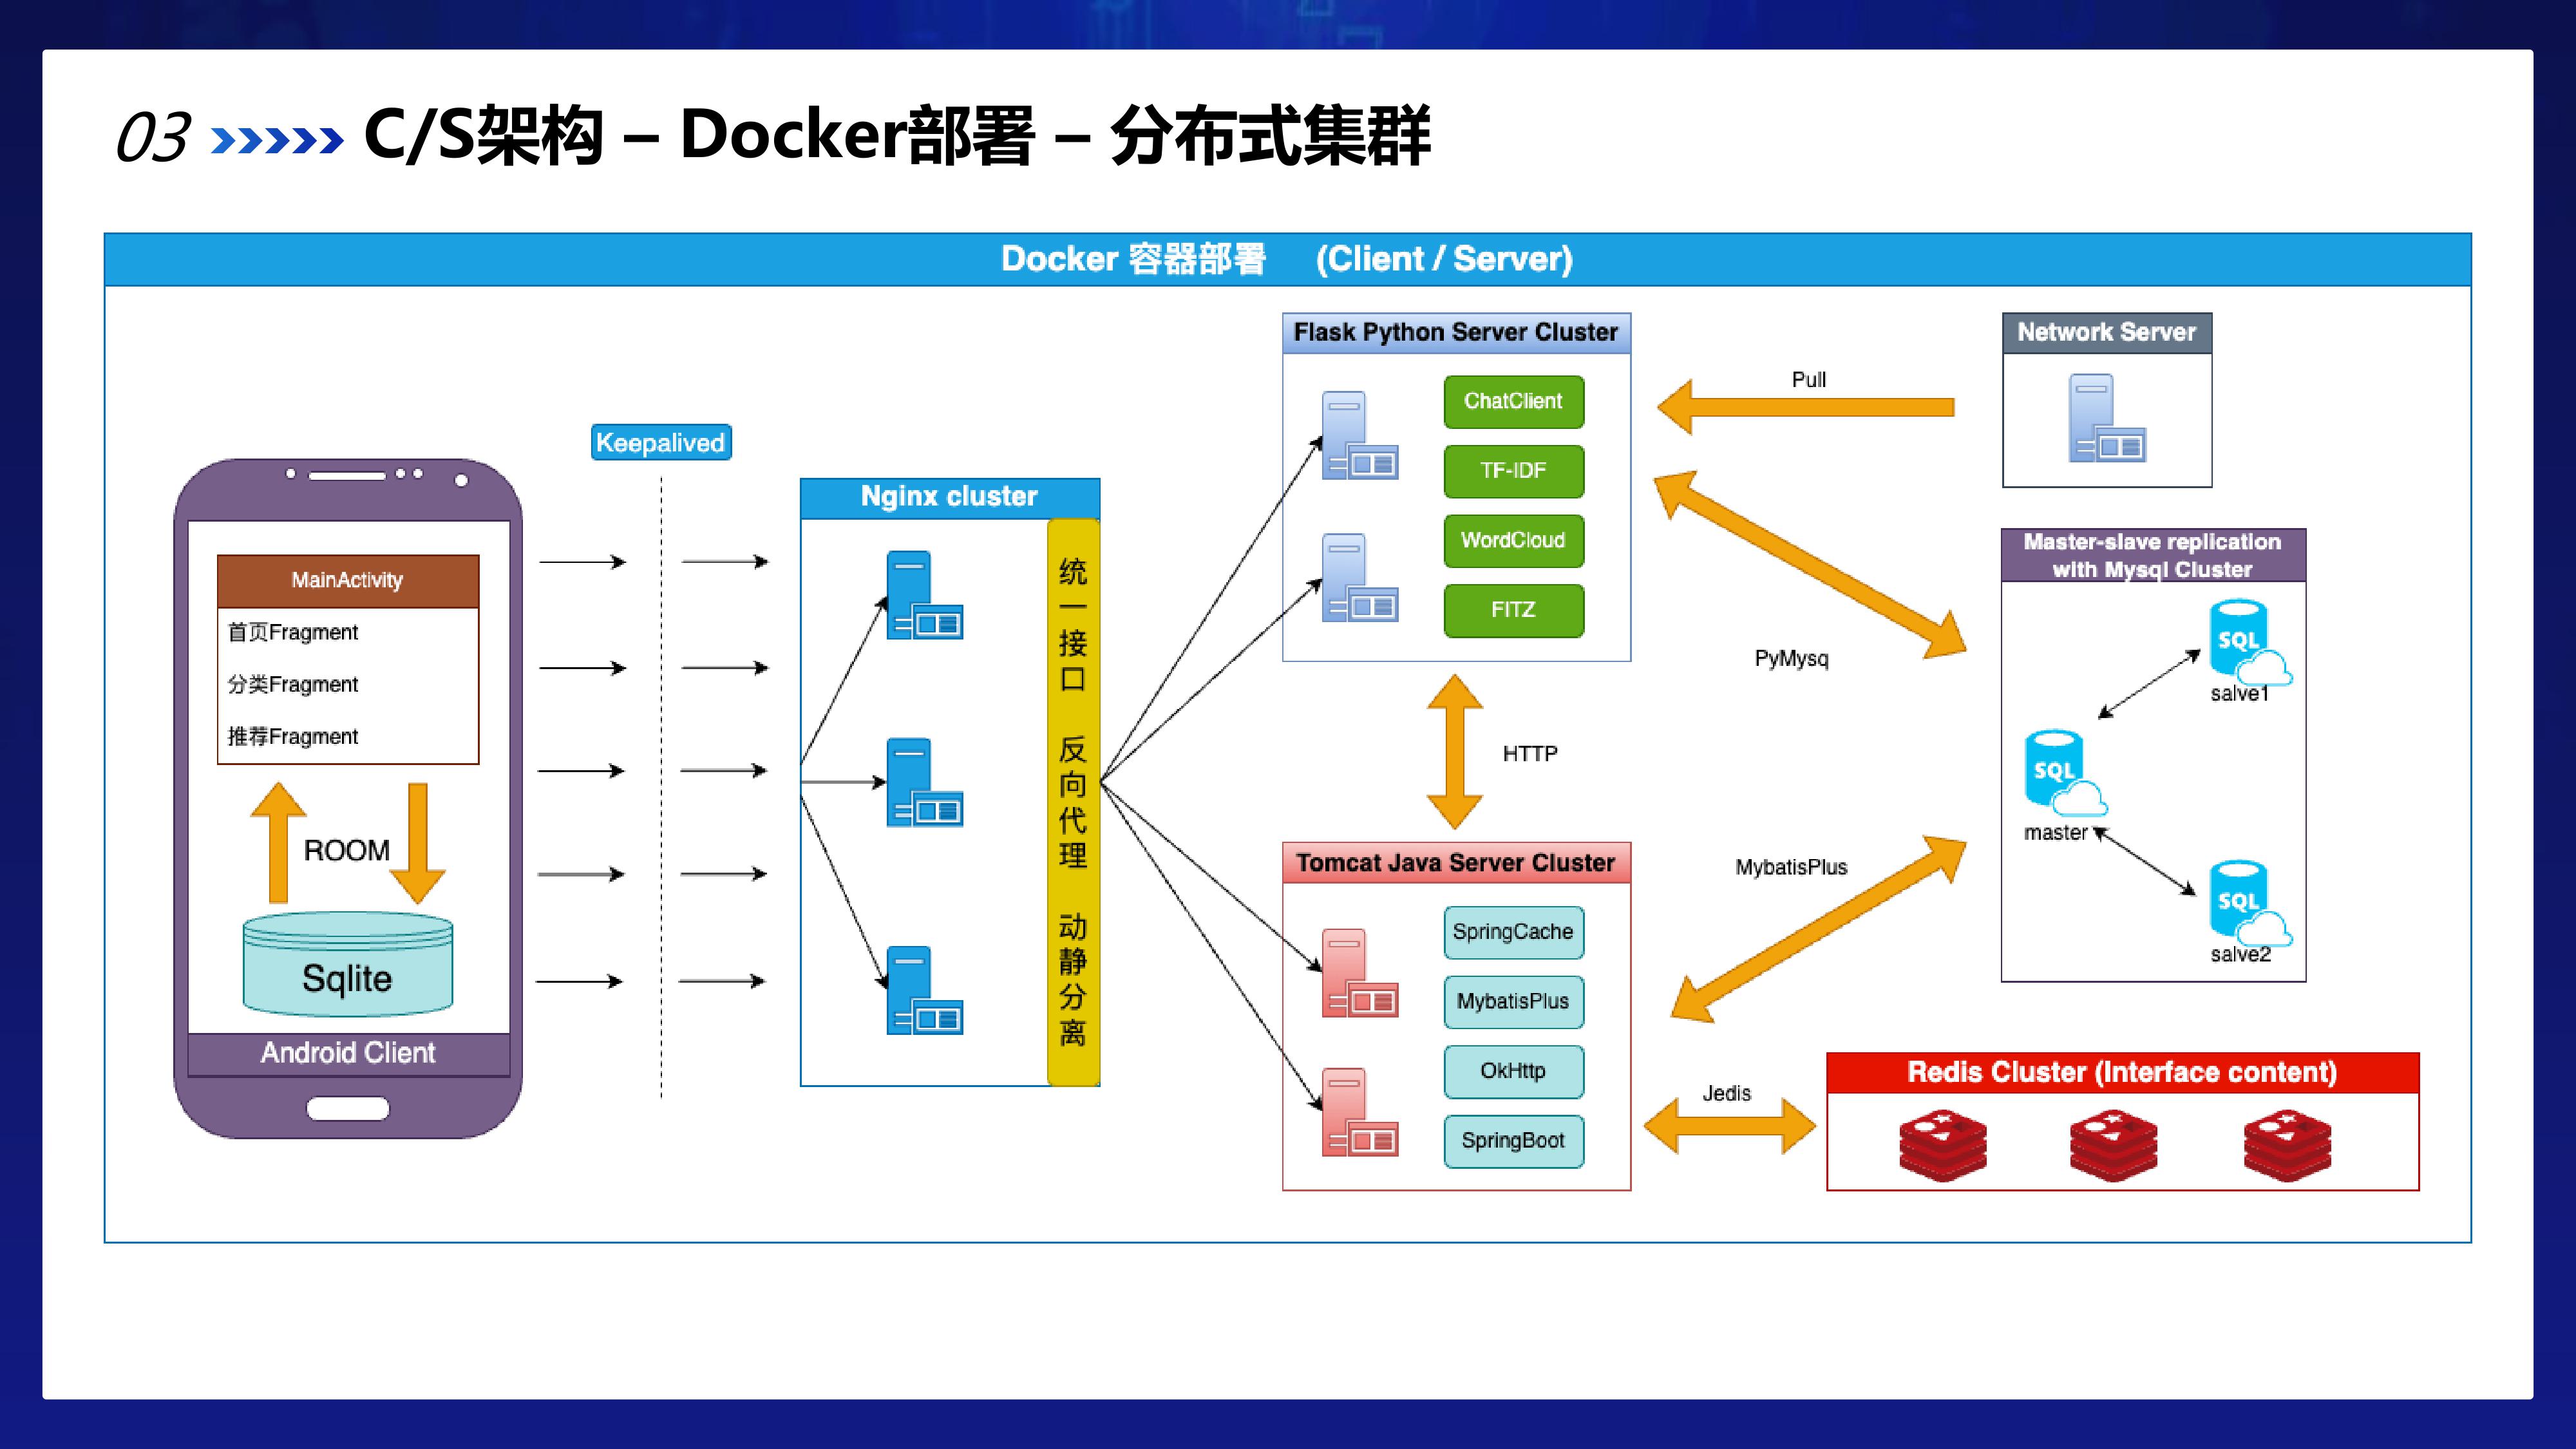 03 C/S架构 – Docker部署 – 分布式集群
Docker 容器部署 (Client / Server)
Keepalived
MainActivity
首页Fragment
分类Fragment
推荐Fragment
ROOM
Sqlite
Android Client
Nginx cluster
统一接口 反向代理 动静分离
Flask Python Server Cluster
ChatClient
TF-IDF
WordCloud
FITZ
HTTP
Tomcat Java Server Cluster
SpringCache
MybatisPlus
OkHttp
SpringBoot
Pull
PyMysq
MybatisPlus
Jedis
Network Server
Master-slave replication
with Mysql Cluster
SQL
salve1
SQL
master
SQL
salve2
Redis Cluster (Interface content)